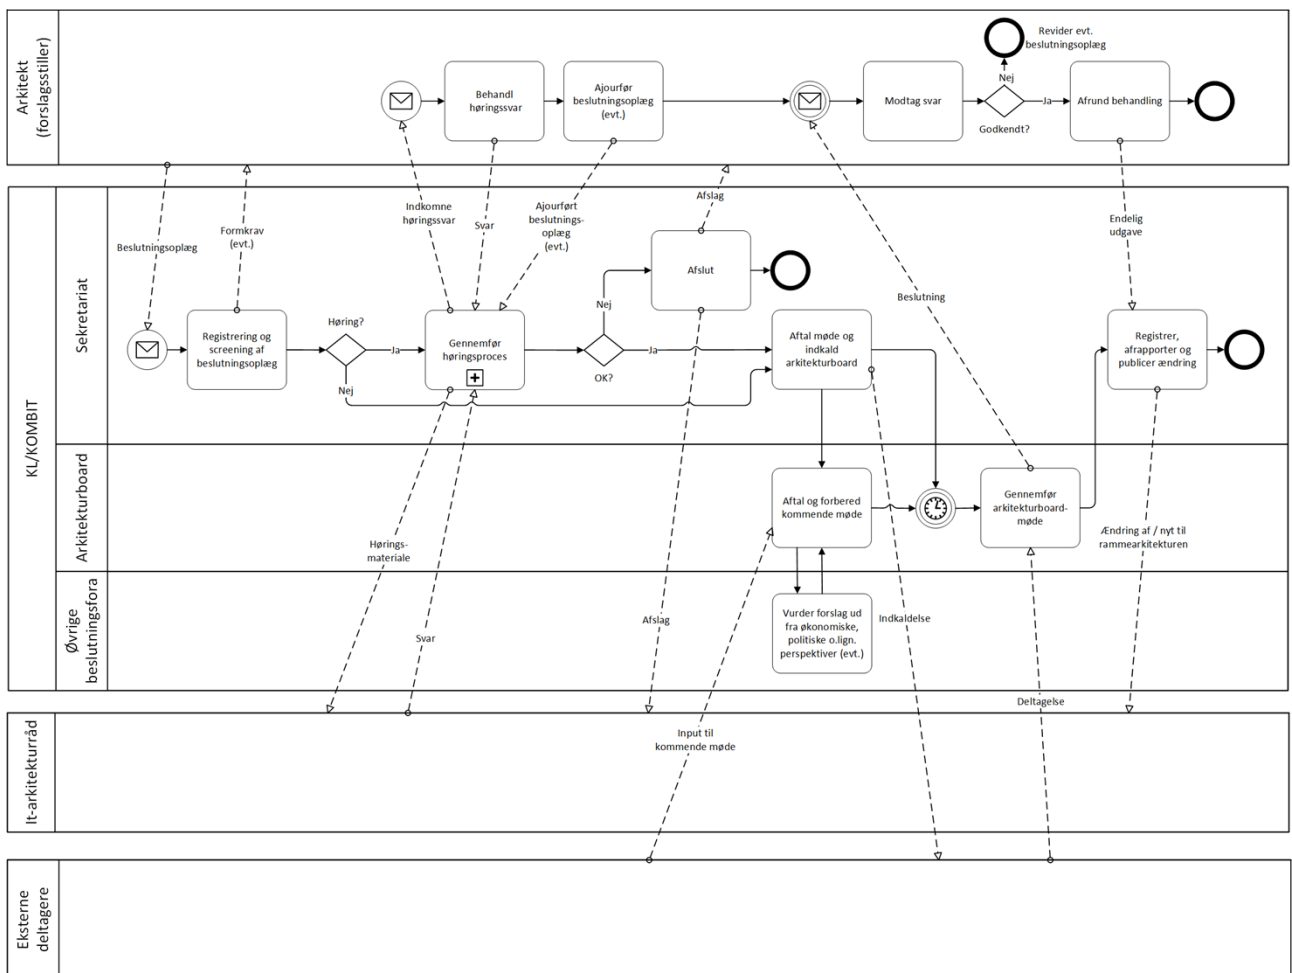 Arkitekt
(forslagsstiller)
Behandl
høringssvar
Ajourfør
beslutningsoplæg
(evt.)
Modtag svar
Revider evt.
beslutningsoplæg
Nej
Godkendt?
Ja
Afrund behandling
KL/KOMBIT
Sekretariat
Beslutningsoplæg
Formkrav
(evt.)
Indkomne
høringssvar
Svar
Ajourført
beslutnings-
oplæg
(evt.)
Afslag
Beslutning
Endelig
udgave
Registrering og
screening af
beslutningsoplæg
Høring?
Ja
Nej
Gennemfør
høringsproces
Nej
OK?
Ja
Afslut
Aftal møde og
indkald
arkitekturboard
Registrer,
afrapporter og
publicer ændring
Arkitekturboard
Hørings-
materiale
Aftal og forbered
kommende møde
Gennemfør
arkitekturboard-
møde
Ændring af / nyt til
rammearkitekturen
Øvrige
beslutningsfora
Svar
Afslag
Vurder forslag ud
fra økonomiske,
politiske o.lign.
perspektiver (evt.)
Indkaldelse
Deltagelse
It-arkitekturråd
Input til
kommende møde
Eksterne
deltagere